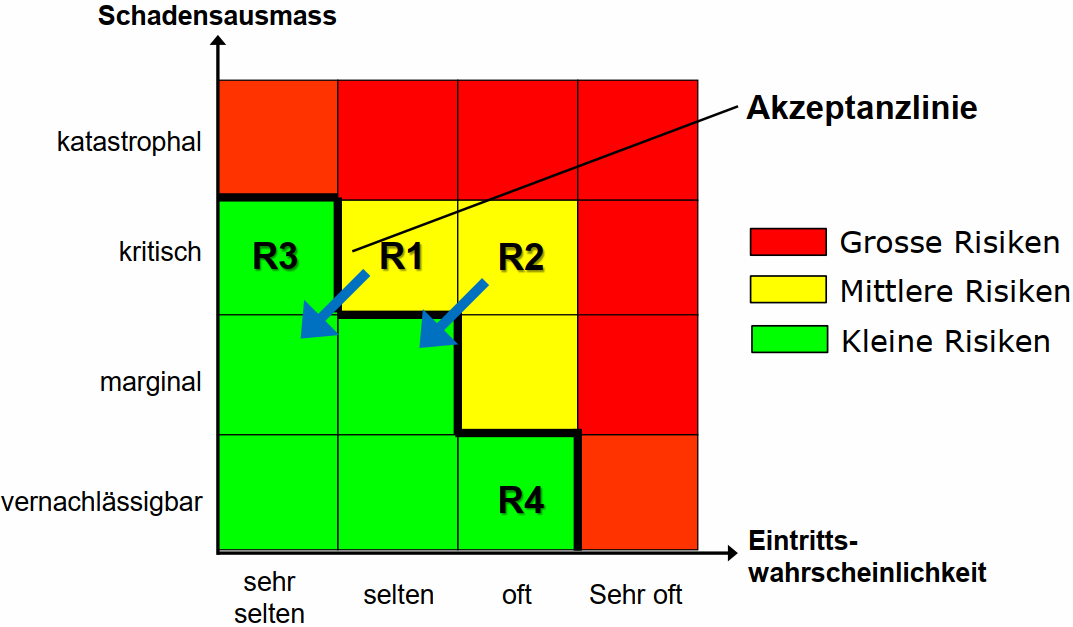 Schadensausmass
Akzeptanzlinie
katastrophal
kritisch
R3
R1
R2
Grosse Risiken
Mittlere Risiken
Kleine Risiken
marginal
vernachlässigbar
R4
Eintritts-
wahrscheinlichkeit
sehr
selten
selten
oft
Sehr oft